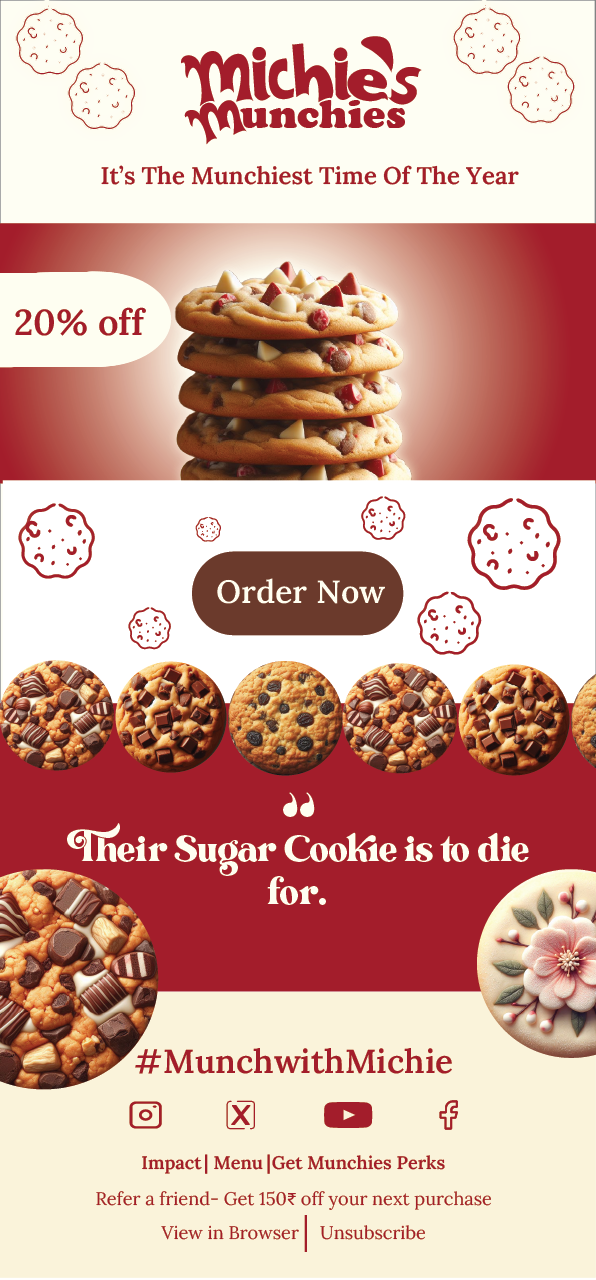 Michie's
Munchies
It's The Munchiest Time Of The Year
20% off
Order Now
“
Their Sugar Cookie is to die
for.
#MunchwithMichie
Impact| Menu |Get Munchies Perks
Refer a friend- Get 150₹ off your next purchase
View in Browser | Unsubscribe